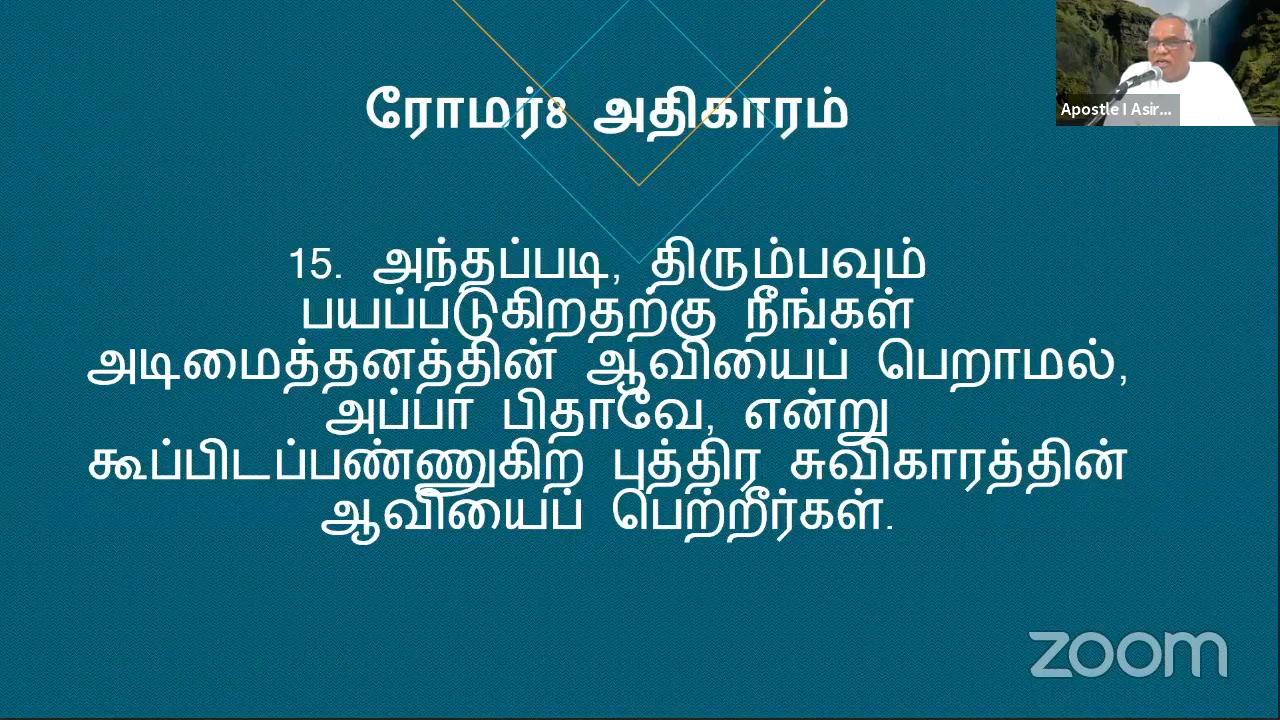 ரோமர்8 அதிகாரம்
Apostle I Asir...
15. அந்தப்படி, திரும்பவும்
பயப்படுகிறதற்கு நீங்கள்
அடிமைத்தனத்தின் ஆவியைப் பெறாமல்,
அப்பா பிதாவே, என்று
கூப்பிடப்பண்ணுகிற புத்திர சுவிகாரத்தின்
ஆவியைப் பெற்றீர்கள்.
zoom